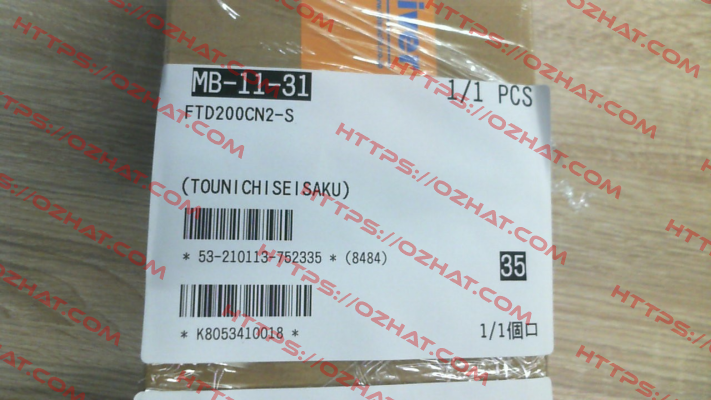 iver
MB-11-31
1/1 PCS
FTD200CN2-S
(TOUNICHISEISAKU)
* 53-210113-752335 * (8484)
35
* K8053410018 *
1/1個口
HTTPS://OZHAT.COM